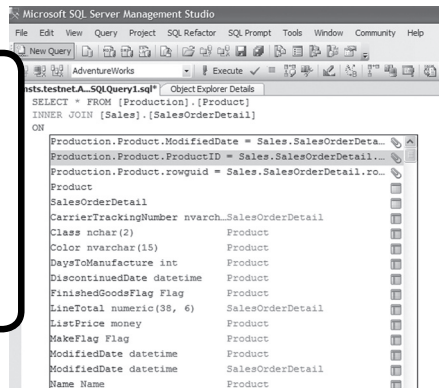 Microsoft SQL Server Management Studio
File Edit View Query Project SQL Refactor SQL Prompt Tools Window Community Help
New Query
AdventureWorks Execute
nsts.testnet.A...SQLQuery1.sql* Object Explorer Details
SELECT * FROM [Production].[Product]
INNER JOIN [Sales].[SalesOrderDetail]
ON
Production.Product.ModifiedDate = Sales.SalesOrderDeta...
Production.Product.ProductID = Sales.SalesOrderDetail....
Production.Product.rowguid = Sales.SalesOrderDetail.ro...
Product
SalesOrderDetail
CarrierTrackingNumber nvarch... SalesOrderDetail
Class nchar(2) Product
Color nvarchar(15) Product
DaysToManufacture int Product
DiscontinuedDate datetime Product
FinishedGoodsFlag Flag Product
LineTotal numeric(38, 6) SalesOrderDetail
ListPrice money Product
MakeFlag Flag Product
ModifiedDate datetime Product
ModifiedDate datetime SalesOrderDetail
Name Name Product